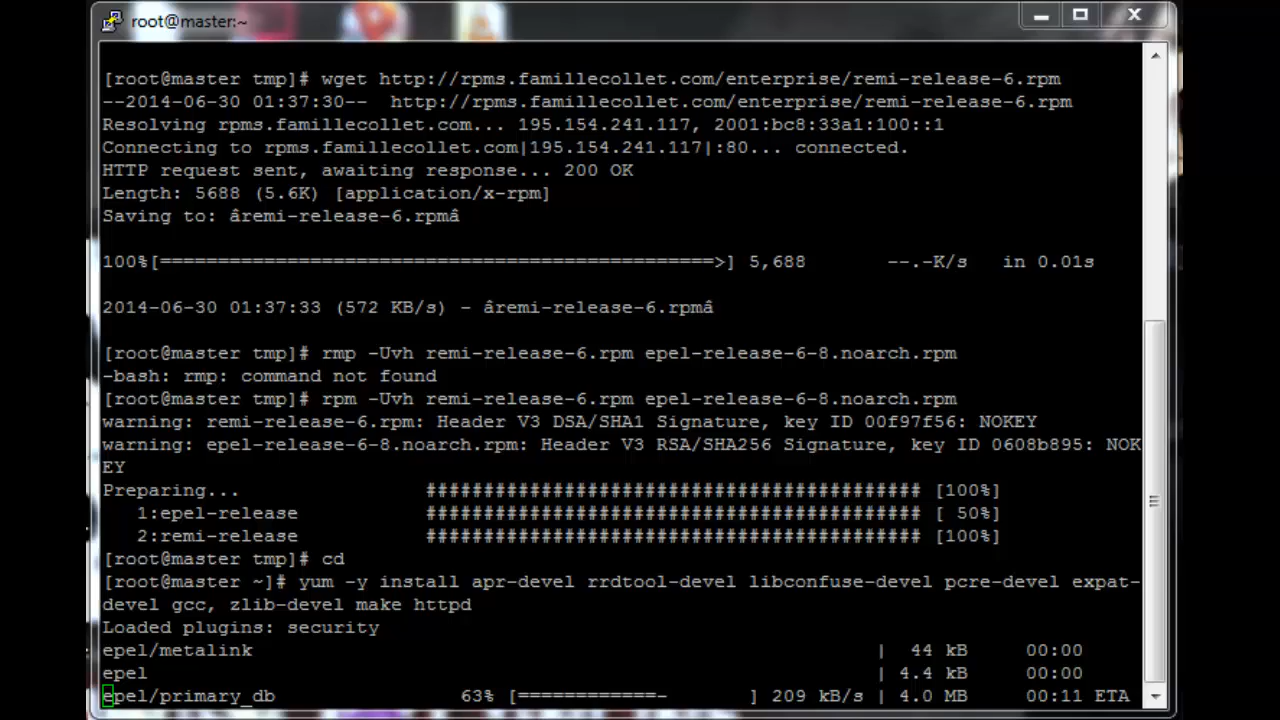 root@master:~
[root@master tmp]# wget http://rpms.famillecollet.com/enterprise/remi-release-6.rpm
--2014-06-30 01:37:30--  http://rpms.famillecollet.com/enterprise/remi-release-6.rpm
Resolving rpms.famillecollet.com... 195.154.241.117, 2001:bc8:33a1:100::1
Connecting to rpms.famillecollet.com|195.154.241.117|:80... connected.
HTTP request sent, awaiting response... 200 OK
Length: 5688 (5.6K) [application/x-rpm]
Saving to: âremi-release-6.rpmâ
100%[================================================>] 5,688       --.-K/s   in 0.01s
2014-06-30 01:37:33 (572 KB/s) - âremi-release-6.rpmâ
[root@master tmp]# rmp -Uvh remi-release-6.rpm epel-release-6-8.noarch.rpm
-bash: rmp: command not found
[root@master tmp]# rpm -Uvh remi-release-6.rpm epel-release-6-8.noarch.rpm
warning: remi-release-6.rpm: Header V3 DSA/SHA1 Signature, key ID 00f97f56: NOKEY
warning: epel-release-6-8.noarch.rpm: Header V3 RSA/SHA256 Signature, key ID 0608b895: NOK
EY
Preparing...                ########################################### [100%]
   1:epel-release           ########################################### [ 50%]
   2:remi-release           ########################################### [100%]
[root@master tmp]# cd
[root@master ~]# yum -y install apr-devel rrdtool-devel libconfuse-devel pcre-devel expat-
devel gcc, zlib-devel make httpd
Loaded plugins: security
epel/metalink                                                      |  44 kB     00:00
epel                                                               | 4.4 kB     00:00
epel/primary_db                63% [============-       ] 209 kB/s | 4.0 MB     00:11 ETA